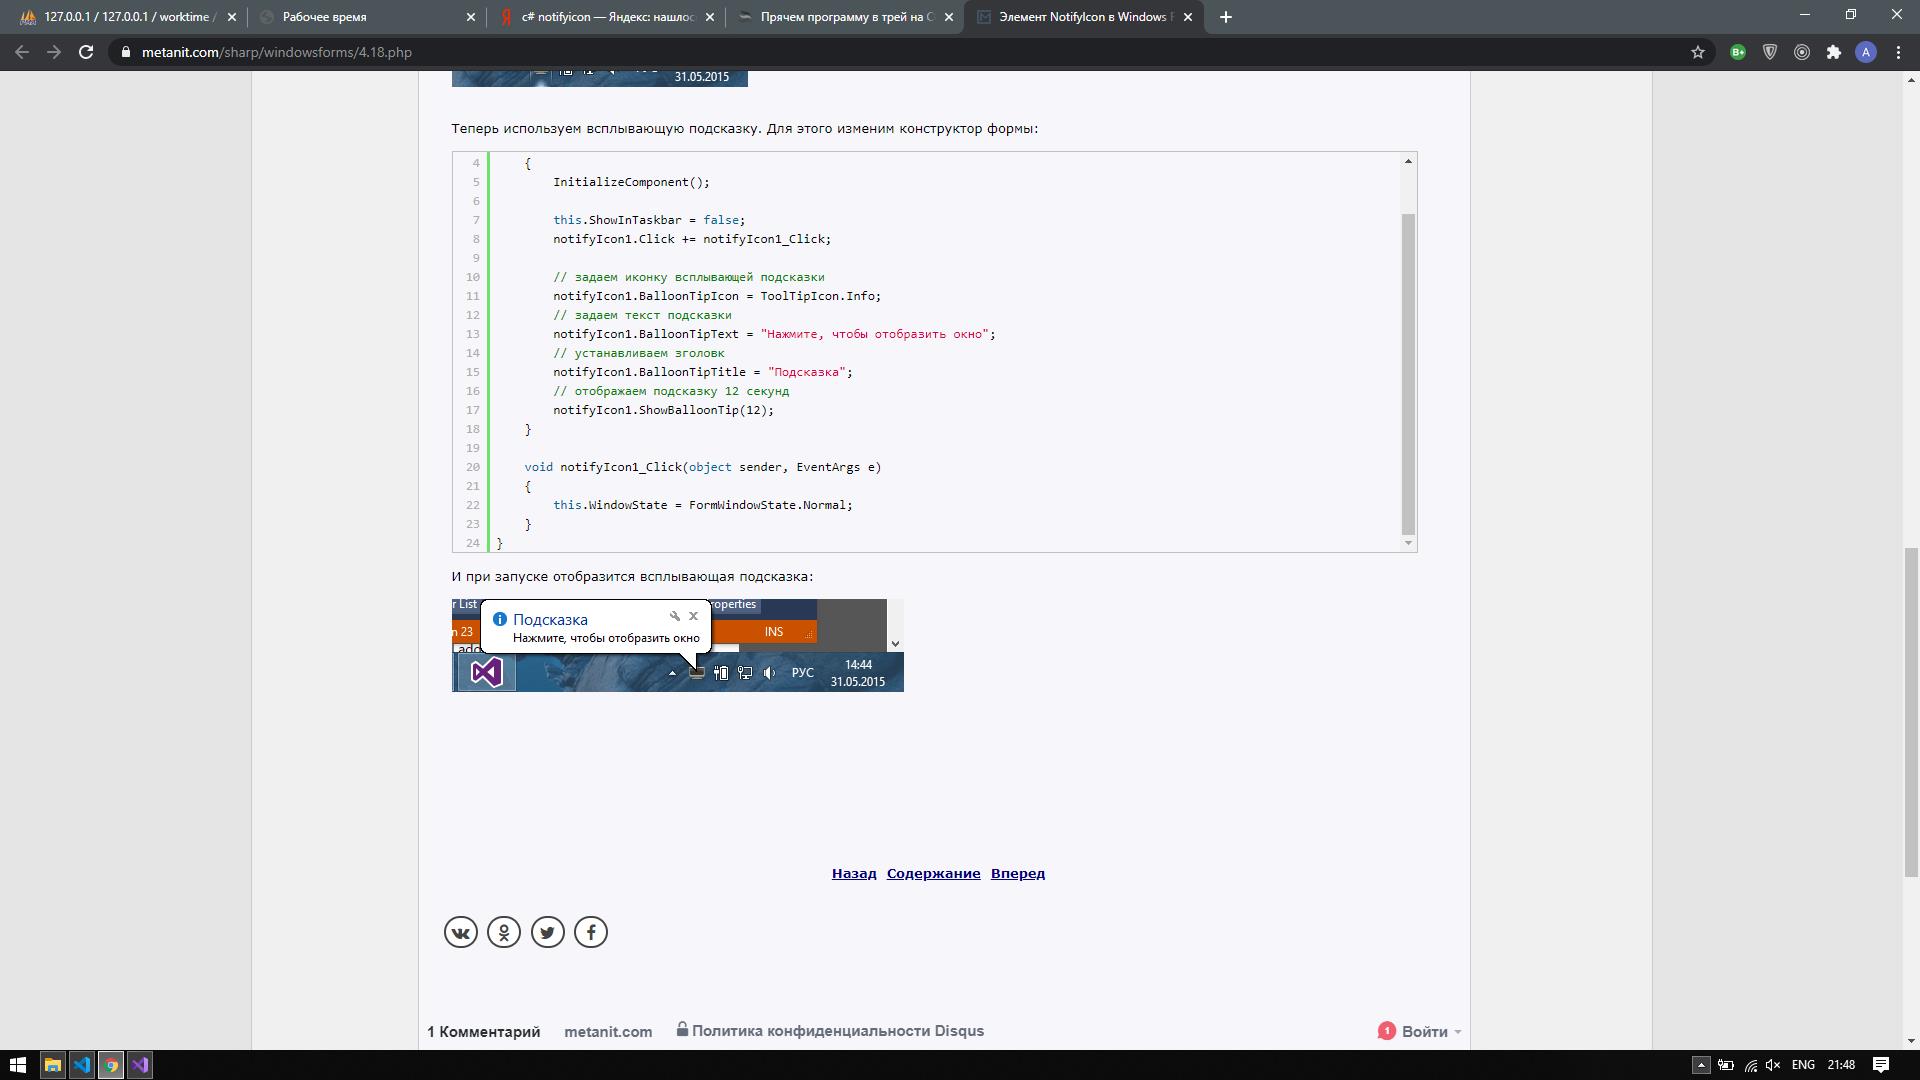 127.0.0.1 / 127.0.0.1 / worktime /
Рабочее время
c# notifyicon — Яндекс: нашлос
Прячем программу в трей на C
Элемент NotifyIcon в Windows F
metanit.com/sharp/windowsforms/4.18.php
A
31.05.2015
Теперь используем всплывающую подсказку. Для этого изменим конструктор формы:
4 {
5 InitializeComponent();
6
7 this.ShowInTaskbar = false;
8 notifyIcon1.Click += notifyIcon1_Click;
9
10 // задаем иконку всплывающей подсказки
11 notifyIcon1.BalloonTipIcon = ToolTipIcon.Info;
12 // задаем текст подсказки
13 notifyIcon1.BalloonTipText = "Нажмите, чтобы отобразить окно";
14 // устанавливаем зголовк
15 notifyIcon1.BalloonTipTitle = "Подсказка";
16 // отображаем подсказку 12 секунд
17 notifyIcon1.ShowBalloonTip(12);
18 }
19
20 void notifyIcon1_Click(object sender, EventArgs e)
21 {
22 this.WindowState = FormWindowState.Normal;
23 }
24 }
И при запуске отобразится всплывающая подсказка:
r List
operties
Подсказка
n 23
Нажмите, чтобы отобразить окно
INS
add
РУС
14:44
31.05.2015
Назад Содержание Вперед
1 Комментарий metanit.com Политика конфиденциальности Disqus
1 Войти
ENG 21:48